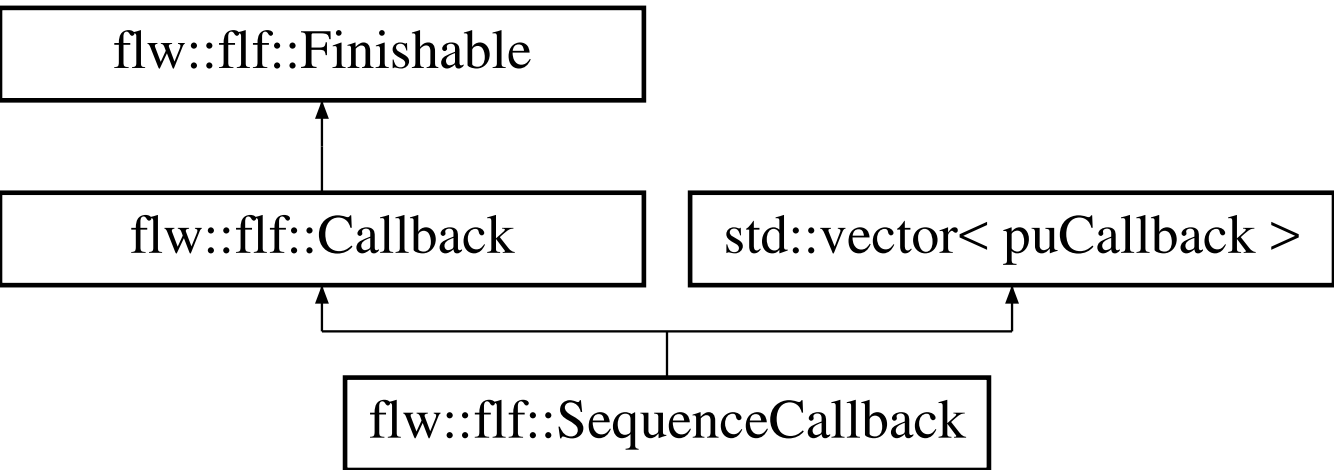 flw::flf::Finishable
flw::flf::Callback
std::vector< puCallback >
flw::flf::SequenceCallback